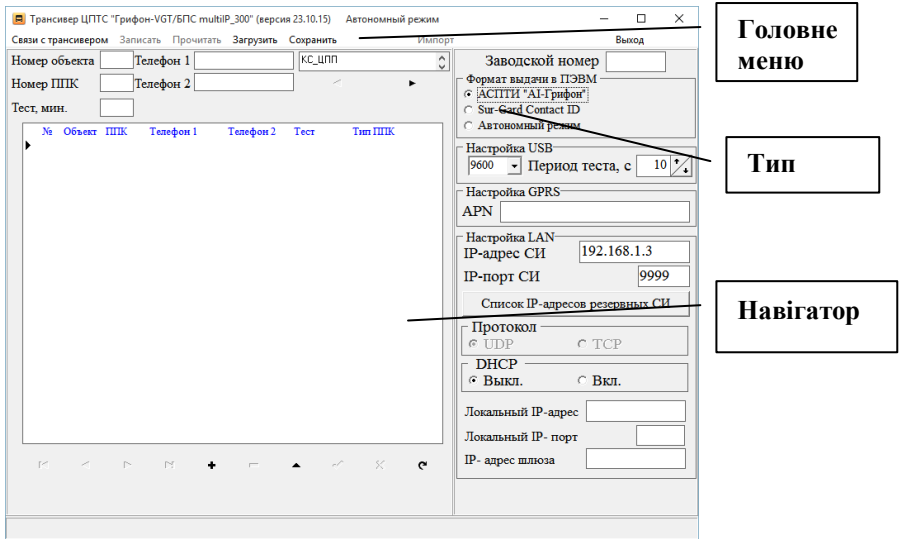 Трансивер ЦПТС "Грифон-VGT/БПС multiIP_300" (версия 23.10.15) Автономный режим
Связи с трансивером Записать Прочитать Загрузить Сохранить Импорт Выход
Номер объекта Телефон 1 КС_ЦПП
Номер ППК Телефон 2
Тест, мин.
№ Объект ППК Телефон 1 Телефон 2 Тест Тип ППК
Заводской номер
Формат выдачи в ПЭВМ
АСПТИ "AI-Грифон"
Sur-Gard Contact ID
Автономный режим
Настройка USB
9600 Период теста, с 10
Настройка GPRS
APN
Настройка LAN
IP-адрес СИ 192.168.1.3
IP-порт СИ 9999
Список IP-адресов резервных СИ
Протокол
UDP TCP
DHCP
Выкл. Вкл.
Локальный IP-адрес
Локальный IP- порт
IP- адрес шлюза
Головне
меню
Тип
Навігатор